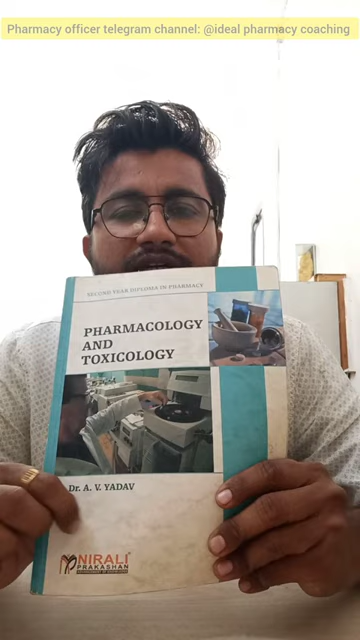 Pharmacy officer telegram channel: @ideal pharmacy coaching
SECOND YEAR DIPLOMA IN PHARMACY
PHARMACOLOGY
AND
TOXICOLOGY
Dr. A. V. YADAV
NIRALI
PRAKASHAN